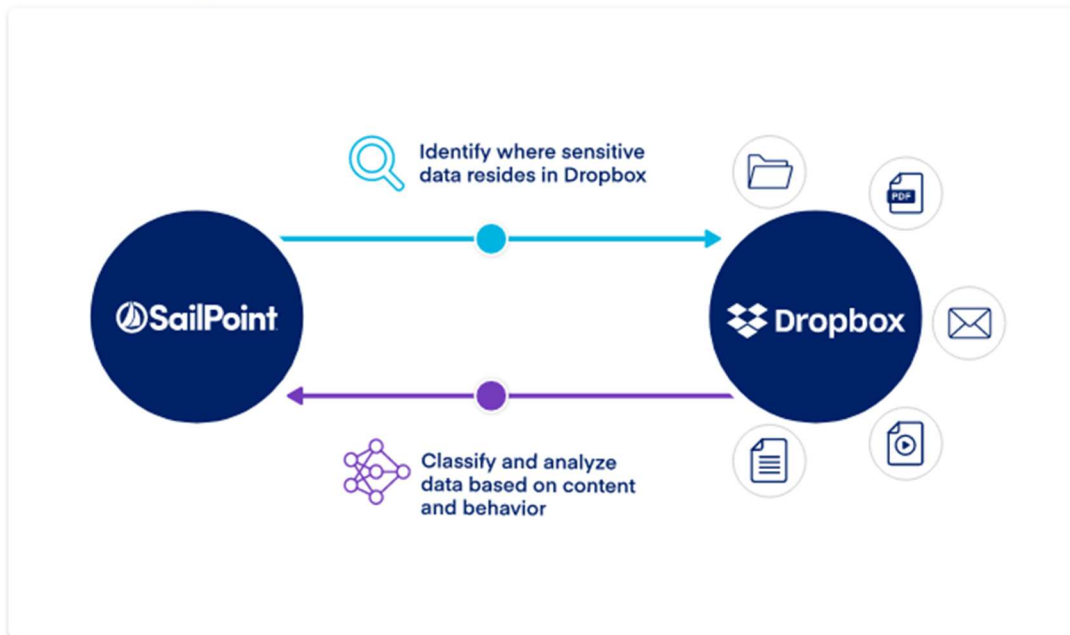 Identify where sensitive
data resides in Dropbox
PDF
SailPoint
Dropbox
Classify and analyze
data based on content
and behavior